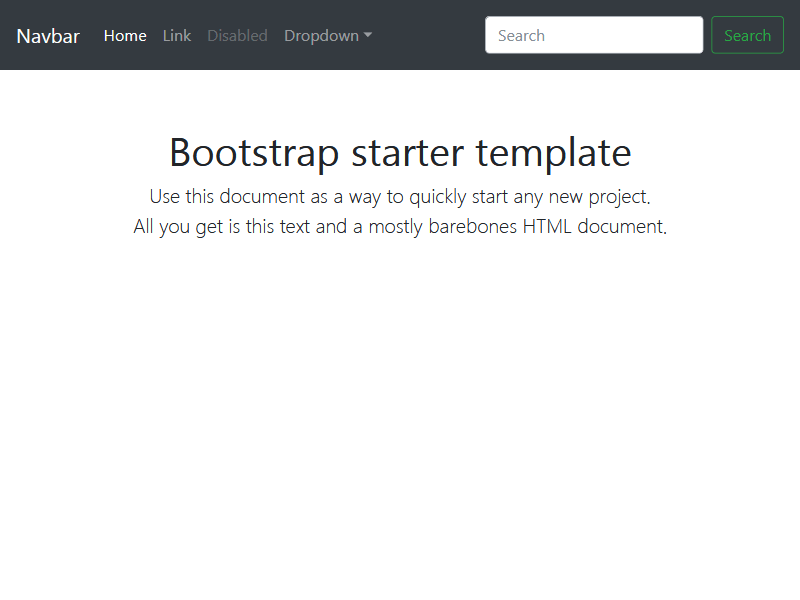 Navbar Home Link Disabled Dropdown Search Search
Bootstrap starter template
Use this document as a way to quickly start any new project.
All you get is this text and a mostly barebones HTML document.